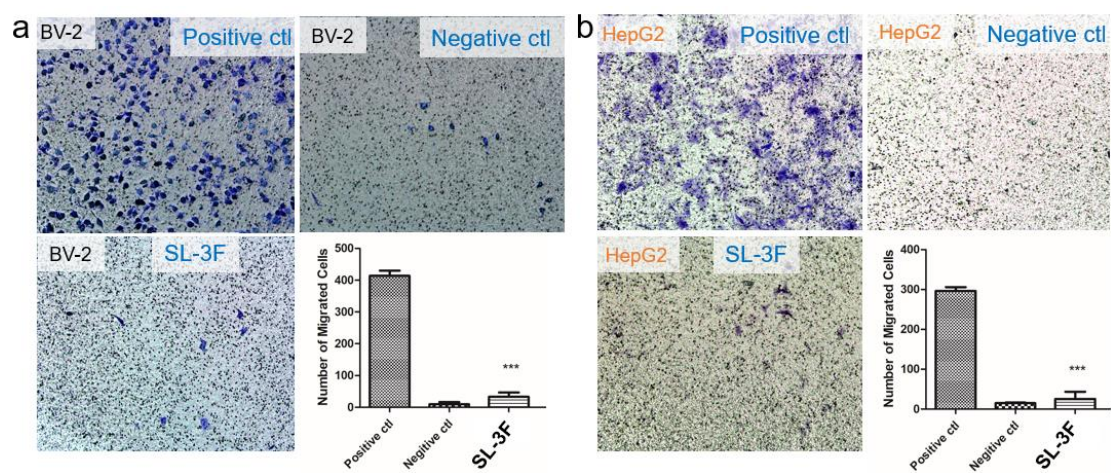 a
BV-2
Positive ctl
BV-2
Negative ctl
BV-2
SL-3F
Number of Migrated Cells
500
400
300
200
100
0
***
Positive ctl
Negitive ctl
SL-3F
b
HepG2
Positive ctl
HepG2
Negative ctl
HepG2
SL-3F
Number of Migrated Cells
400
300
200
100
0
***
Positive ctl
Negitive ctl
SL-3F